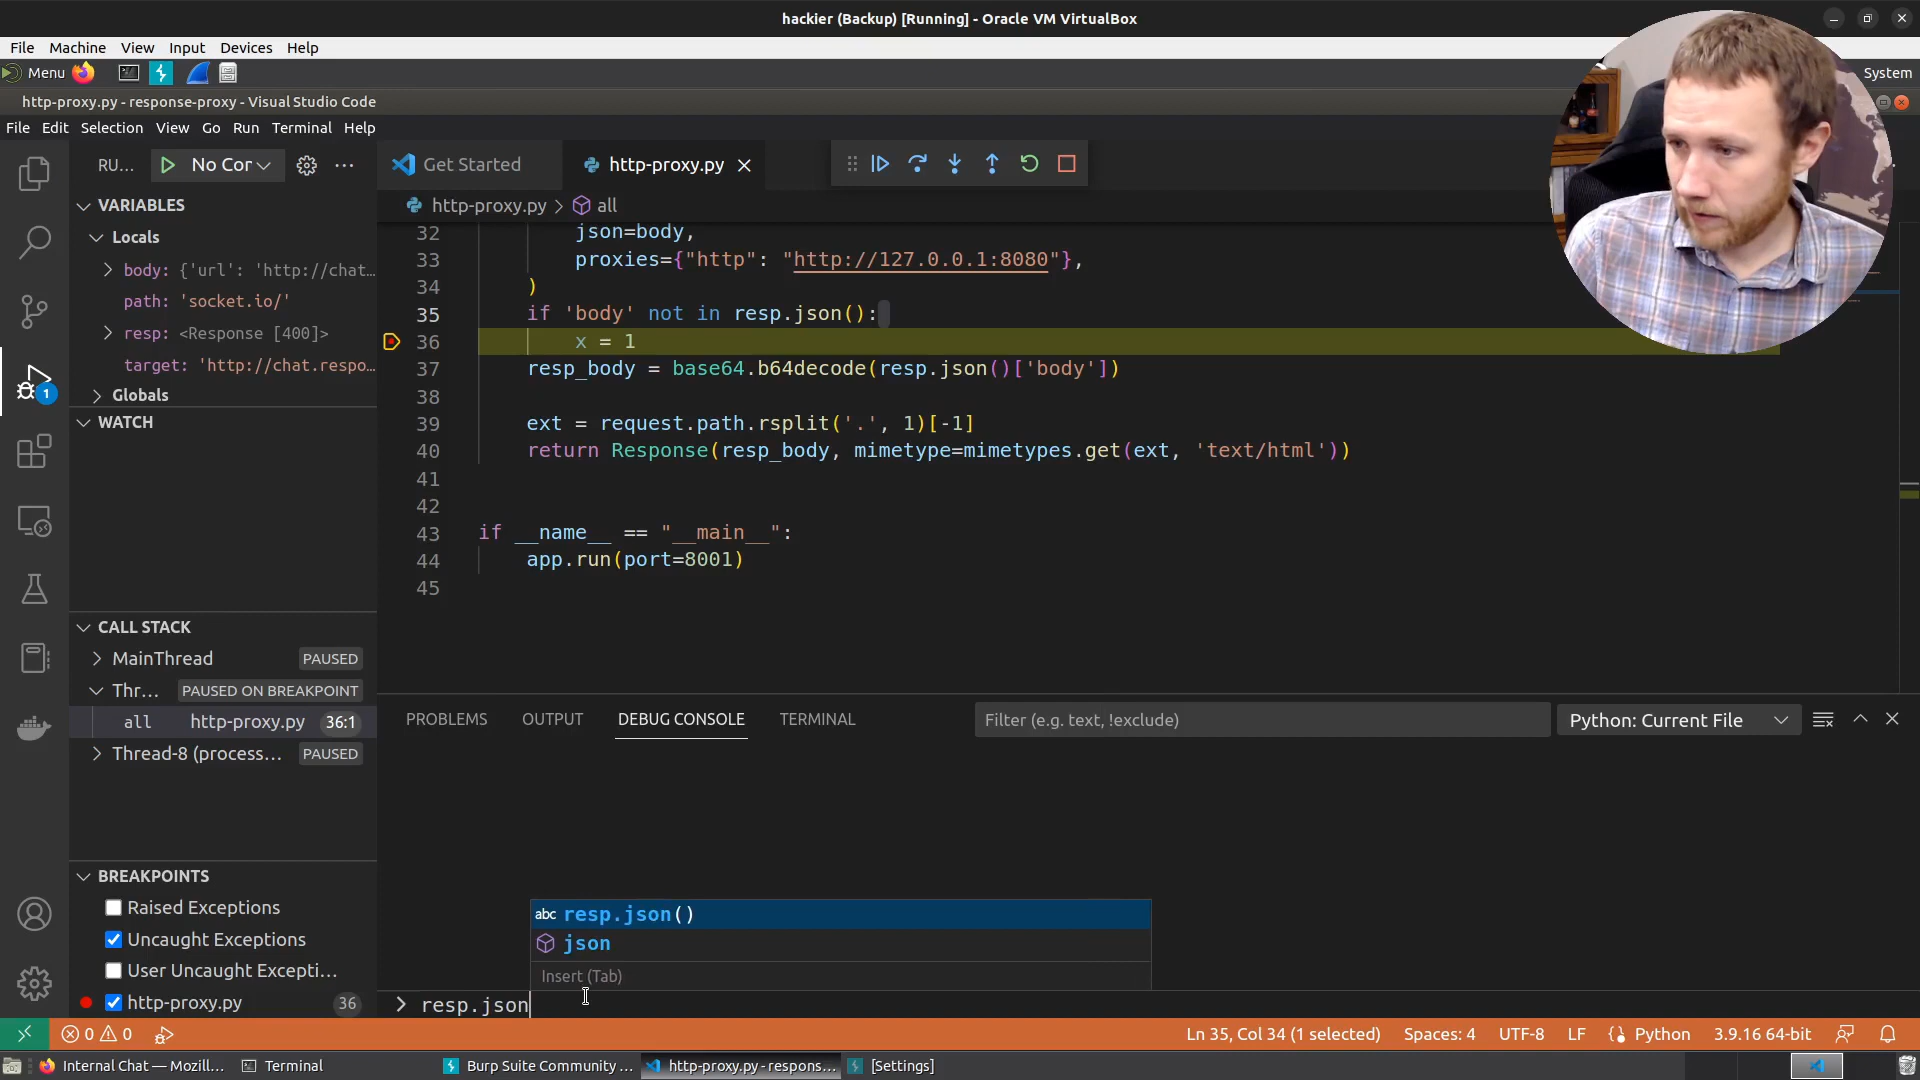 hackier (Backup) [Running] - Oracle VM VirtualBox
File Machine View Input Devices Help
Menu
System
http-proxy.py - response-proxy - Visual Studio Code
File Edit Selection View Go Run Terminal Help
RU... No Cor
Get Started
http-proxy.py
http-proxy.py > all
VARIABLES
Locals
body: {'url': 'http://chat...
path: 'socket.io/'
resp: <Response [400]>
target: 'http://chat.respo...
Globals
WATCH
CALL STACK
MainThread PAUSED
Thr... PAUSED ON BREAKPOINT
all http-proxy.py 36:1
Thread-8 (process... PAUSED
BREAKPOINTS
Raised Exceptions
Uncaught Exceptions
User Uncaught Excepti...
http-proxy.py 36
1
32 json=body,
33 proxies={"http": "http://127.0.0.1:8080"},
34 )
35 if 'body' not in resp.json():
36 x = 1
37 resp_body = base64.b64decode(resp.json()['body'])
38
39 ext = request.path.rsplit('.', 1)[-1]
40 return Response(resp_body, mimetype=mimetypes.get(ext, 'text/html'))
41
42
43 if __name__ == "__main__":
44 app.run(port=8001)
45
PROBLEMS OUTPUT DEBUG CONSOLE TERMINAL
Filter (e.g. text, !exclude)
Python: Current File
abc resp.json()
json
Insert (Tab)
> resp.json
0 0
Ln 35, Col 34 (1 selected) Spaces: 4 UTF-8 LF Python 3.9.16 64-bit
Internal Chat — Mozill... Terminal Burp Suite Community ... http-proxy.py - respons... [Settings]